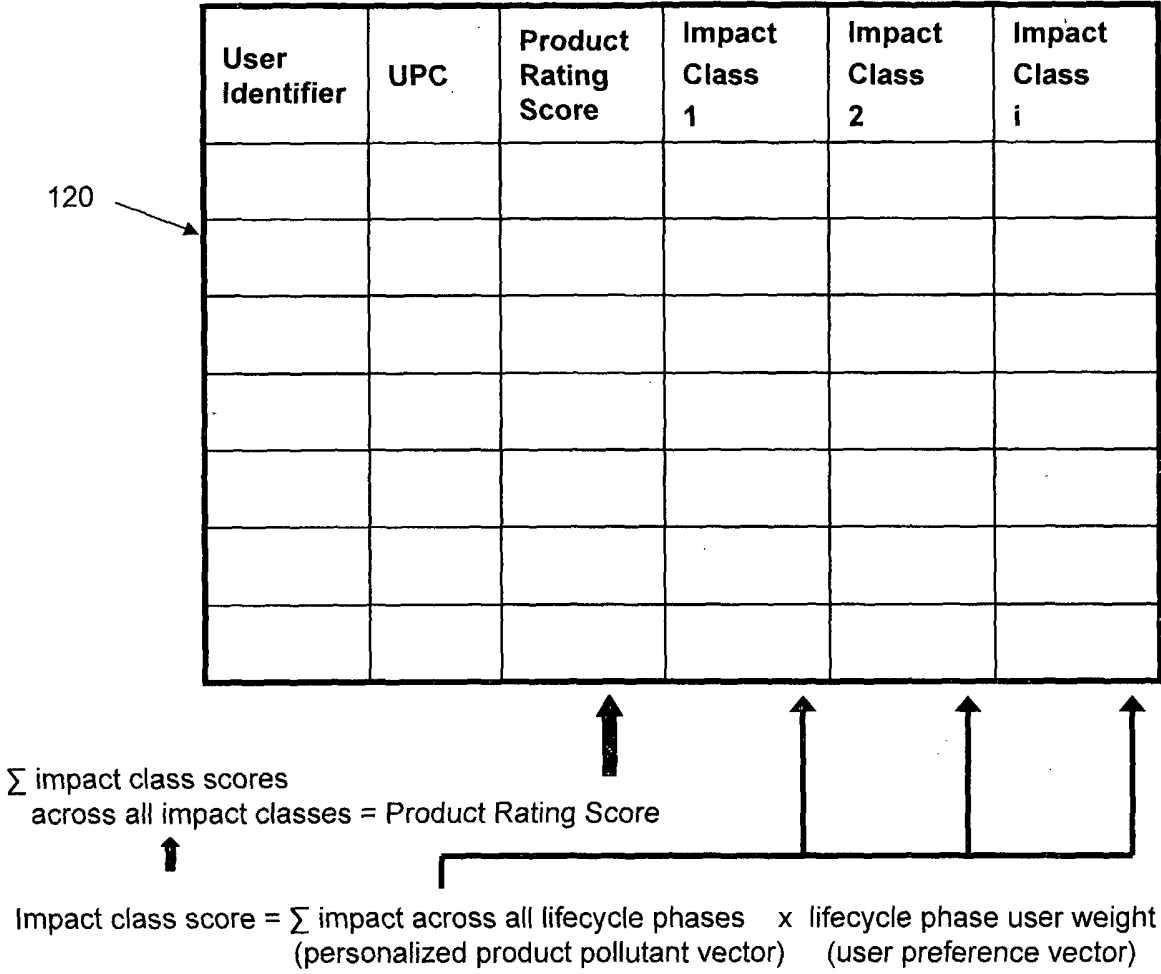 User Identifier
UPC
Product Rating Score
Impact Class 1
Impact Class 2
Impact Class i
120
∑ impact class scores
across all impact classes = Product Rating Score
Impact class score = ∑ impact across all lifecycle phases x lifecycle phase user weight
(personalized product pollutant vector) (user preference vector)